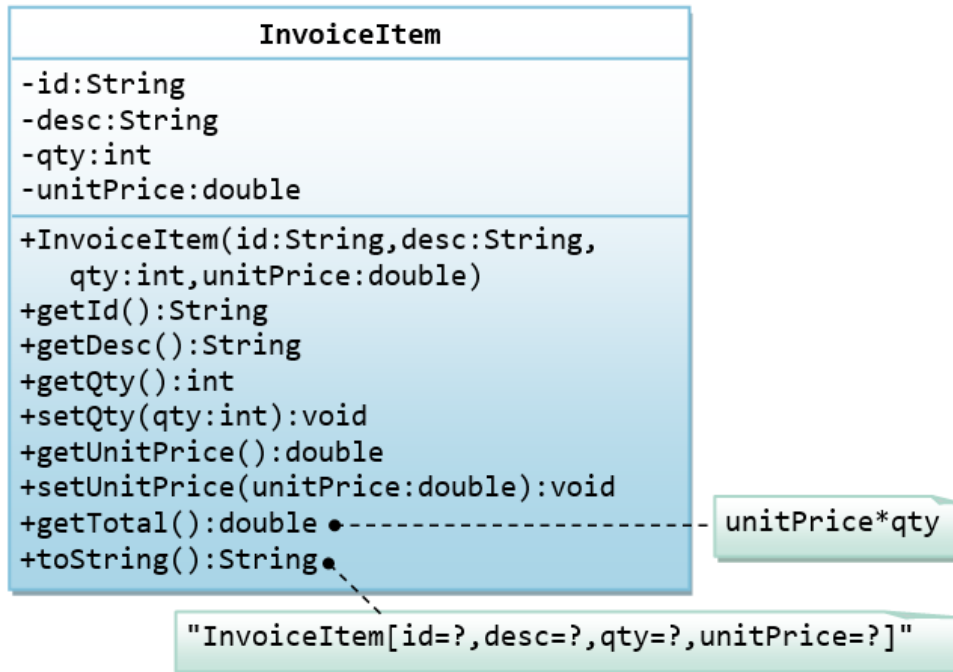 InvoiceItem
-id:String
-desc:String
-qty:int
-unitPrice:double
+InvoiceItem(id:String,desc:String,
qty:int,unitPrice:double)
+getId():String
+getDesc():String
+getQty():int
+setQty(qty:int):void
+getUnitPrice():double
+setUnitPrice(unitPrice:double):void
+getTotal():double
unitPrice*qty
+toString():String
"InvoiceItem[id=?,desc=?,qty=?,unitPrice=?]"